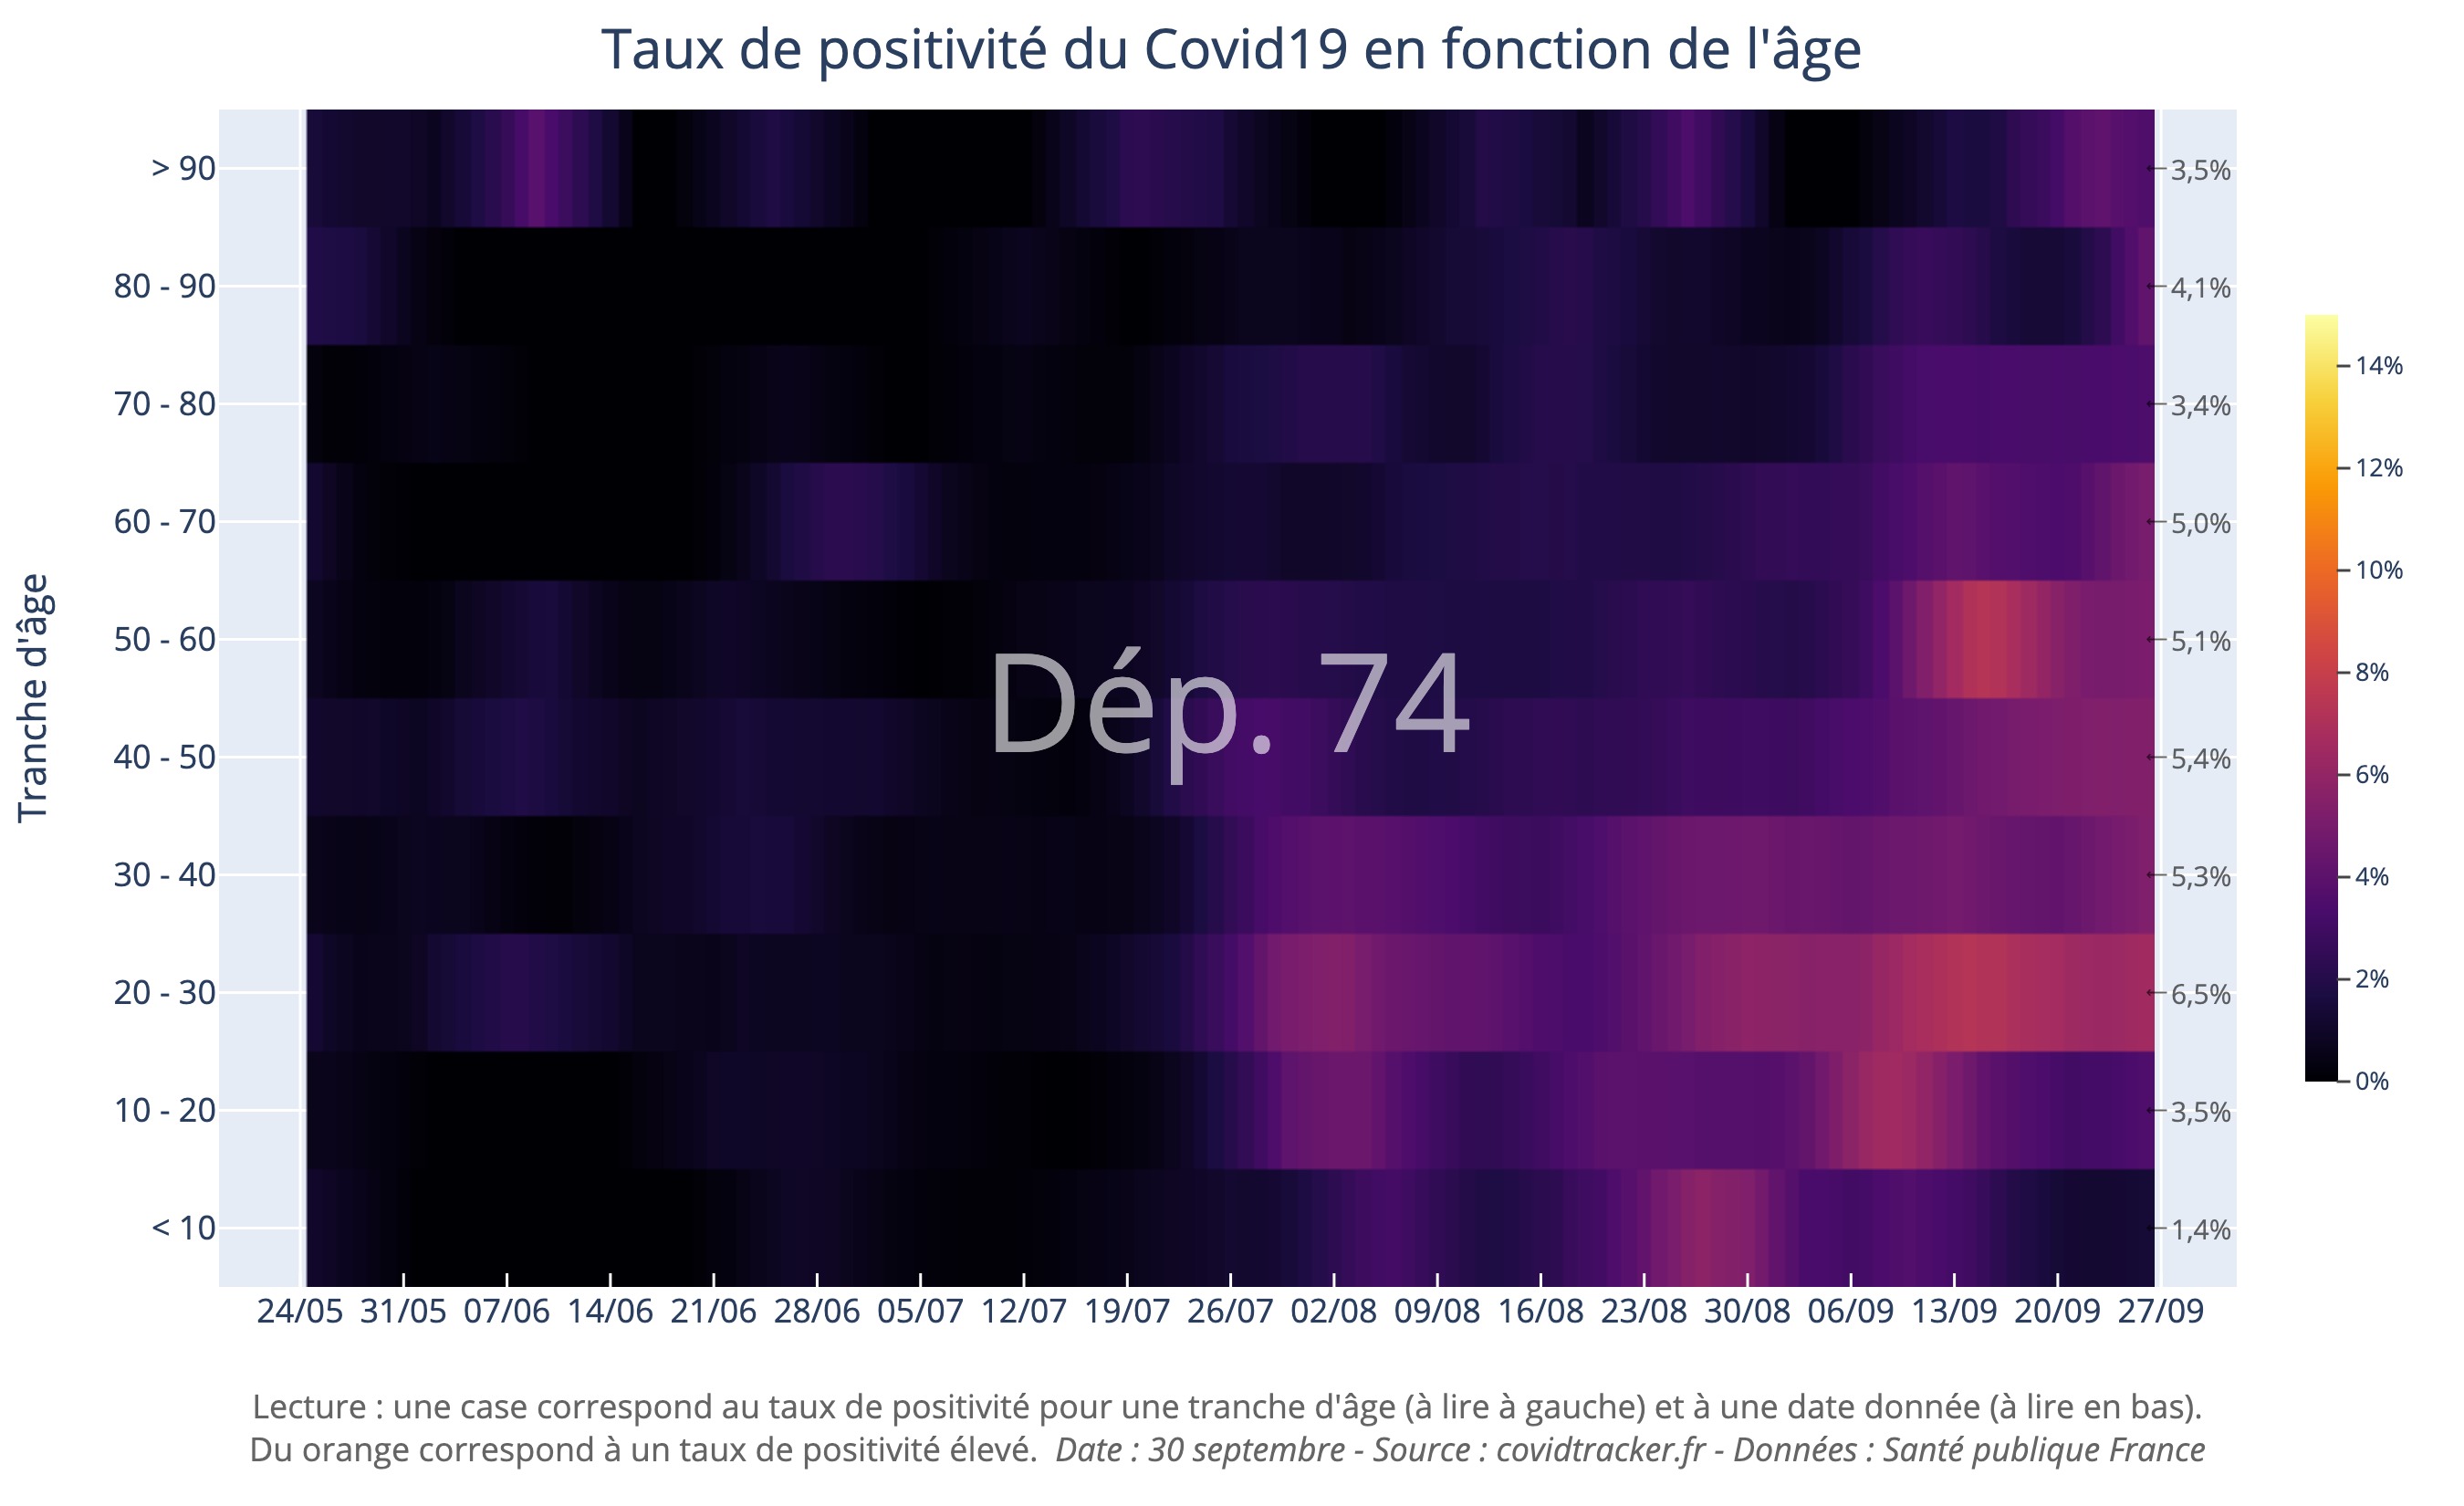 Taux de positivité du Covid19 en fonction de l'âge
Tranche d'âge
> 90
80 - 90
70 - 80
60 - 70
50 - 60
40 - 50
30 - 40
20 - 30
10 - 20
< 10
Dép. 74
3,5%
4,1%
3,4%
5,0%
5,1%
5,4%
5,3%
6,5%
3,5%
1,4%
14%
12%
10%
8%
6%
4%
2%
0%
24/05 31/05 07/06 14/06 21/06 28/06 05/07 12/07 19/07 26/07 02/08 09/08 16/08 23/08 30/08 06/09 13/09 20/09 27/09
Lecture : une case correspond au taux de positivité pour une tranche d'âge (à lire à gauche) et à une date donnée (à lire en bas).
Du orange correspond à un taux de positivité élevé. Date : 30 septembre - Source : covidtracker.fr - Données : Santé publique France